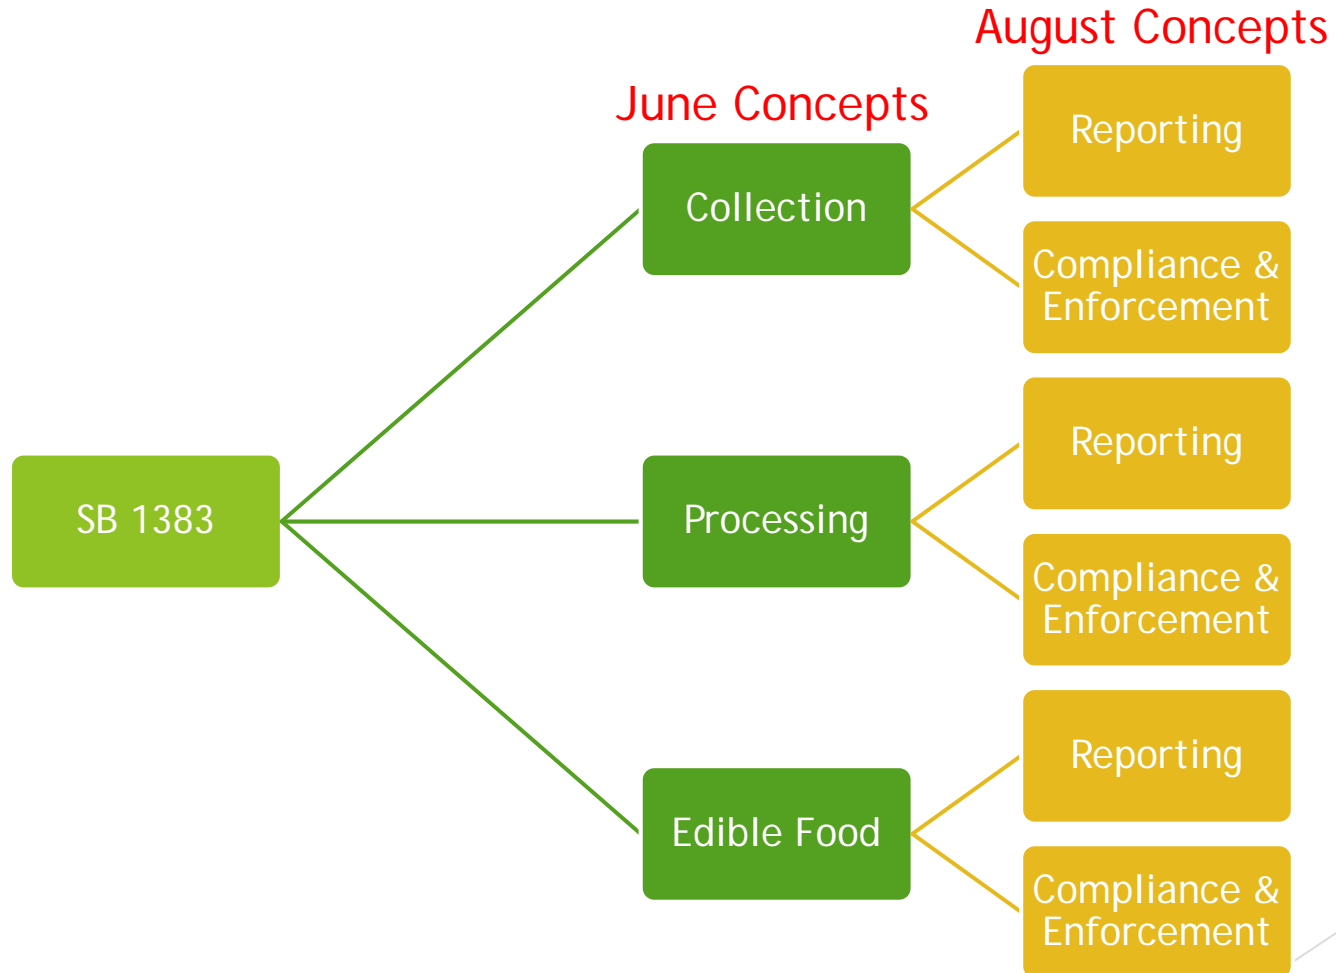 August Concepts
June Concepts
Reporting
Collection
Compliance &
Enforcement
Reporting
SB 1383
Processing
Compliance &
Enforcement
Reporting
Edible Food
Compliance &
Enforcement